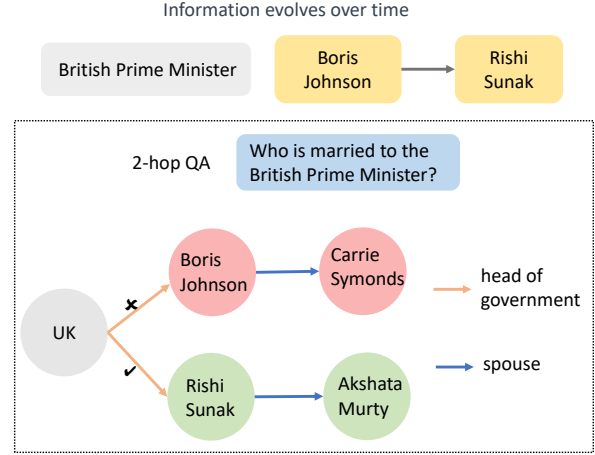 Information evolves over time
British Prime Minister
Boris
Johnson
Rishi
Sunak
2-hop QA
Who is married to the
British Prime Minister?
Boris
Johnson
Carrie
Symonds
head of
government
✘
UK
✔
Rishi
Sunak
Akshata
Murty
spouse